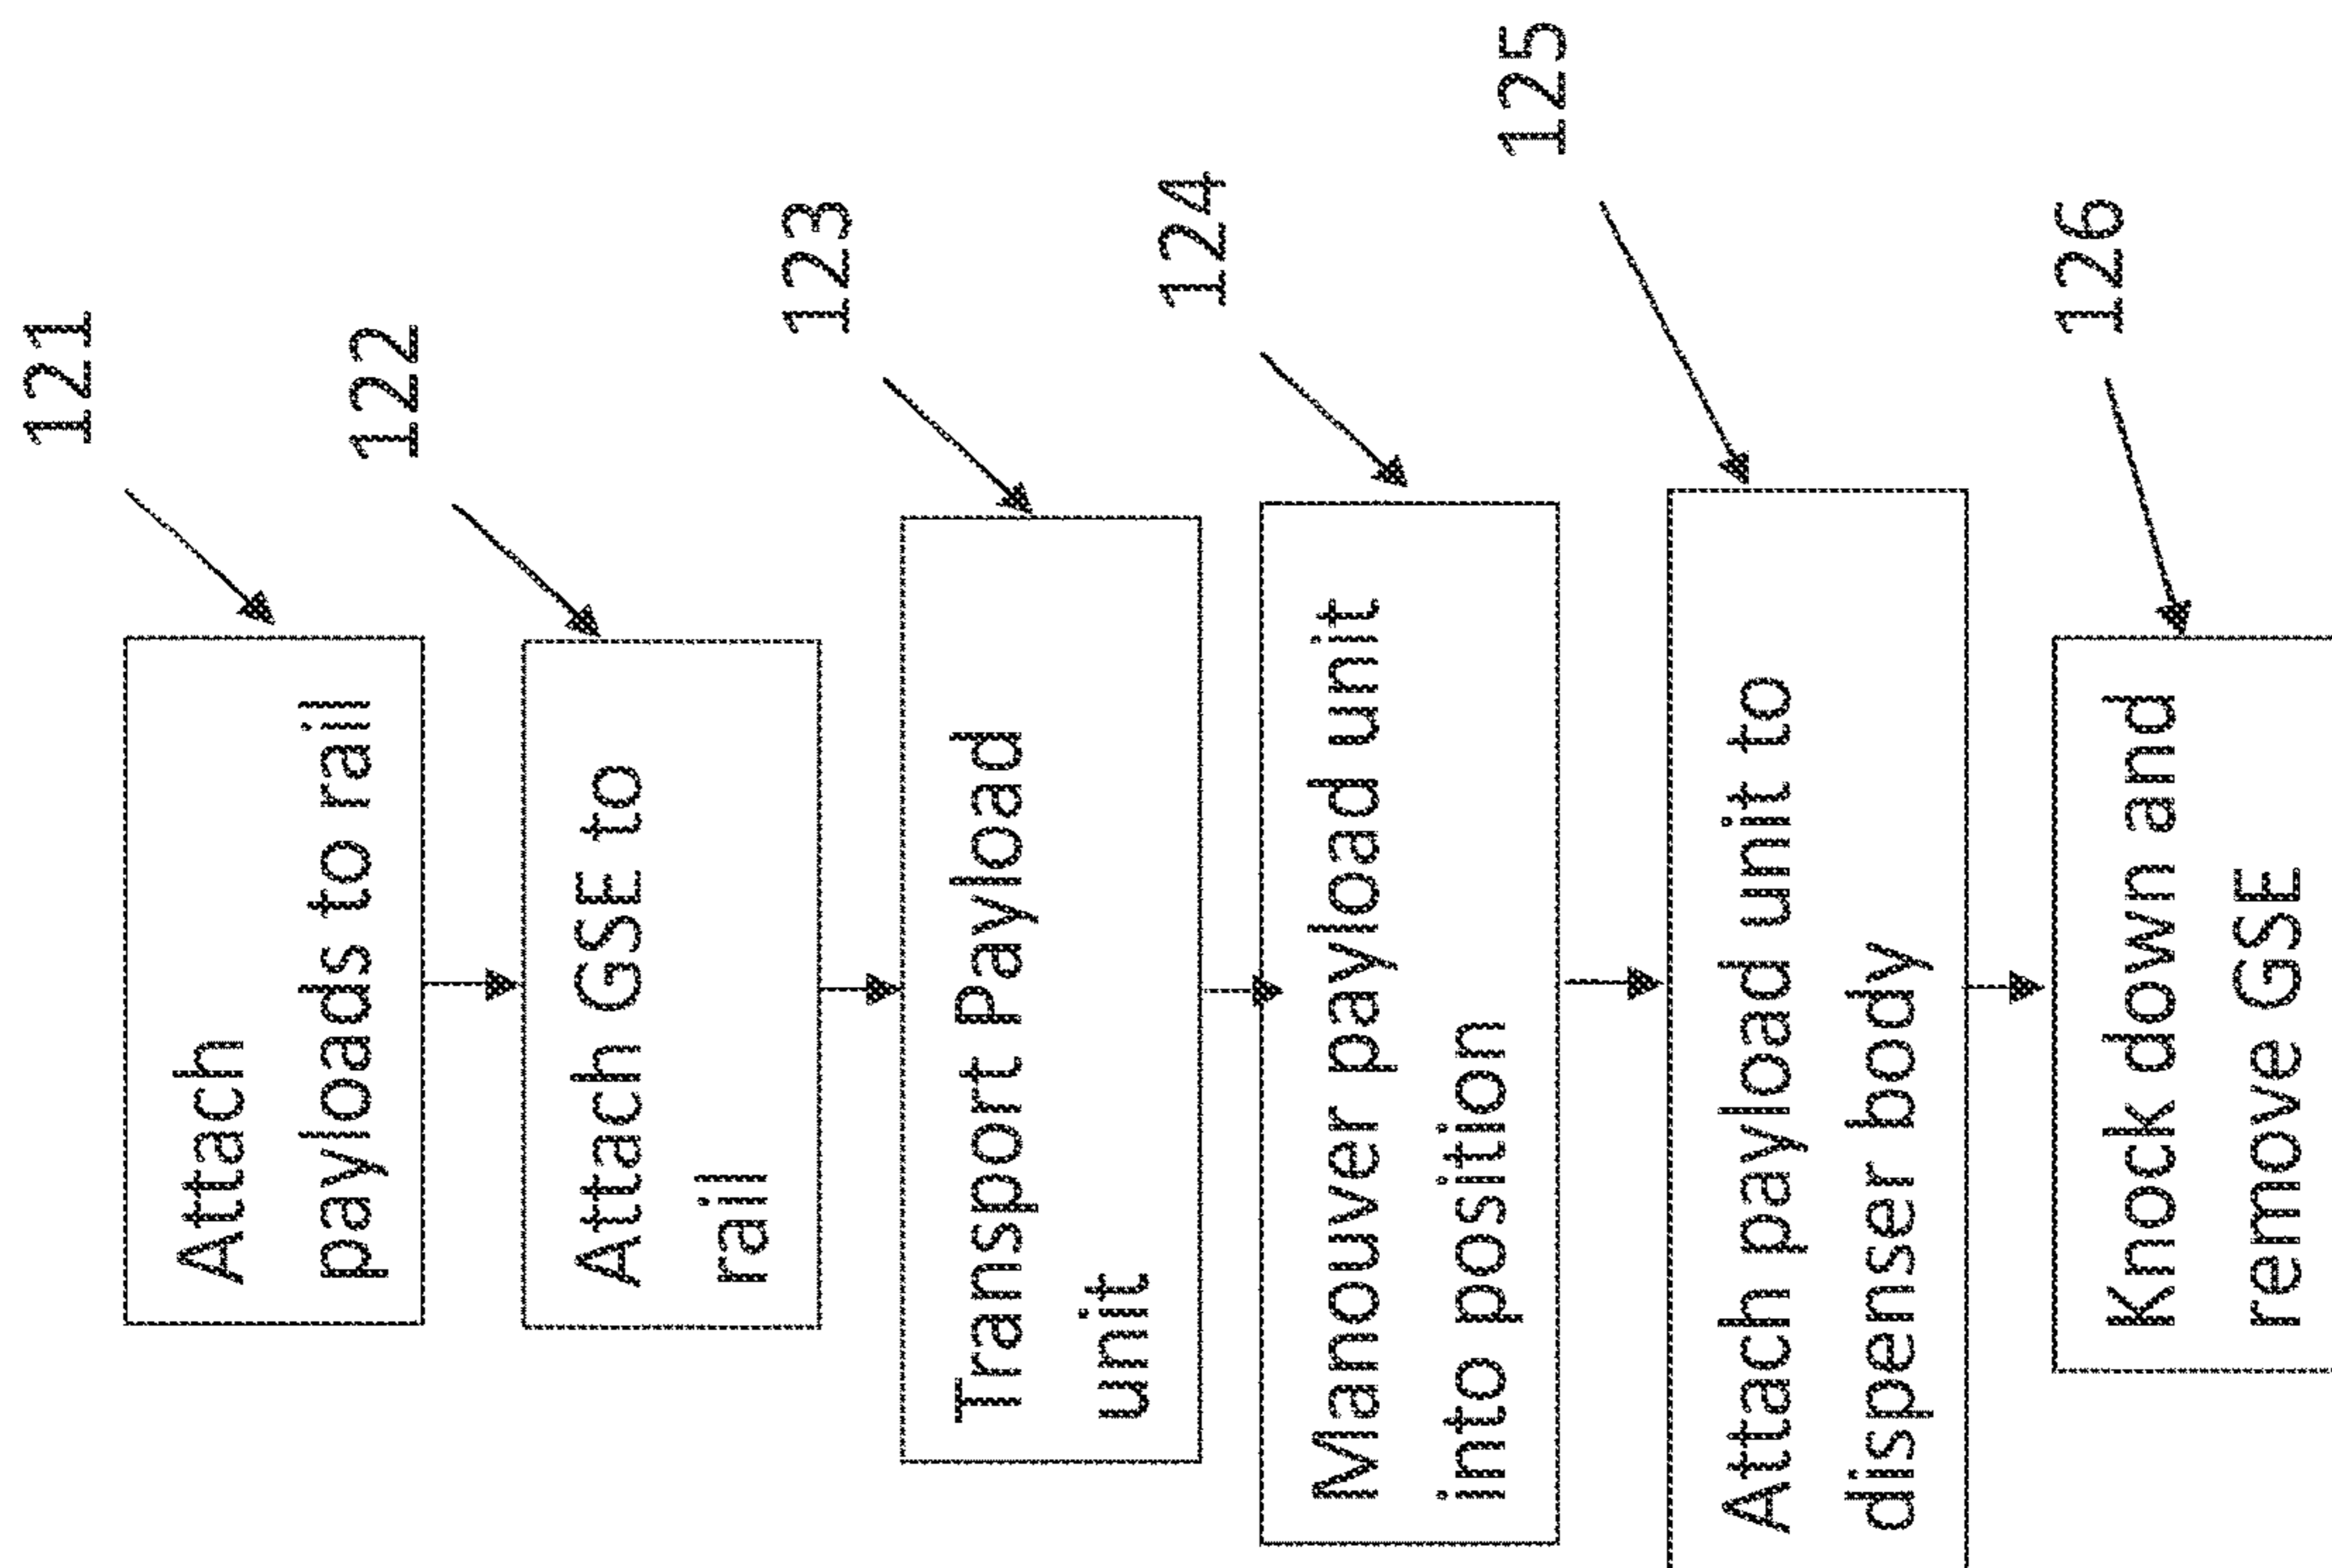 121
Attach
payloads to rail
122
Attach GSE to
rail
123
Transport Payload
unit
124
Manouver payload unit
into position
125
Attach payload unit to
dispenser body
126
Knock down and
remove GSE